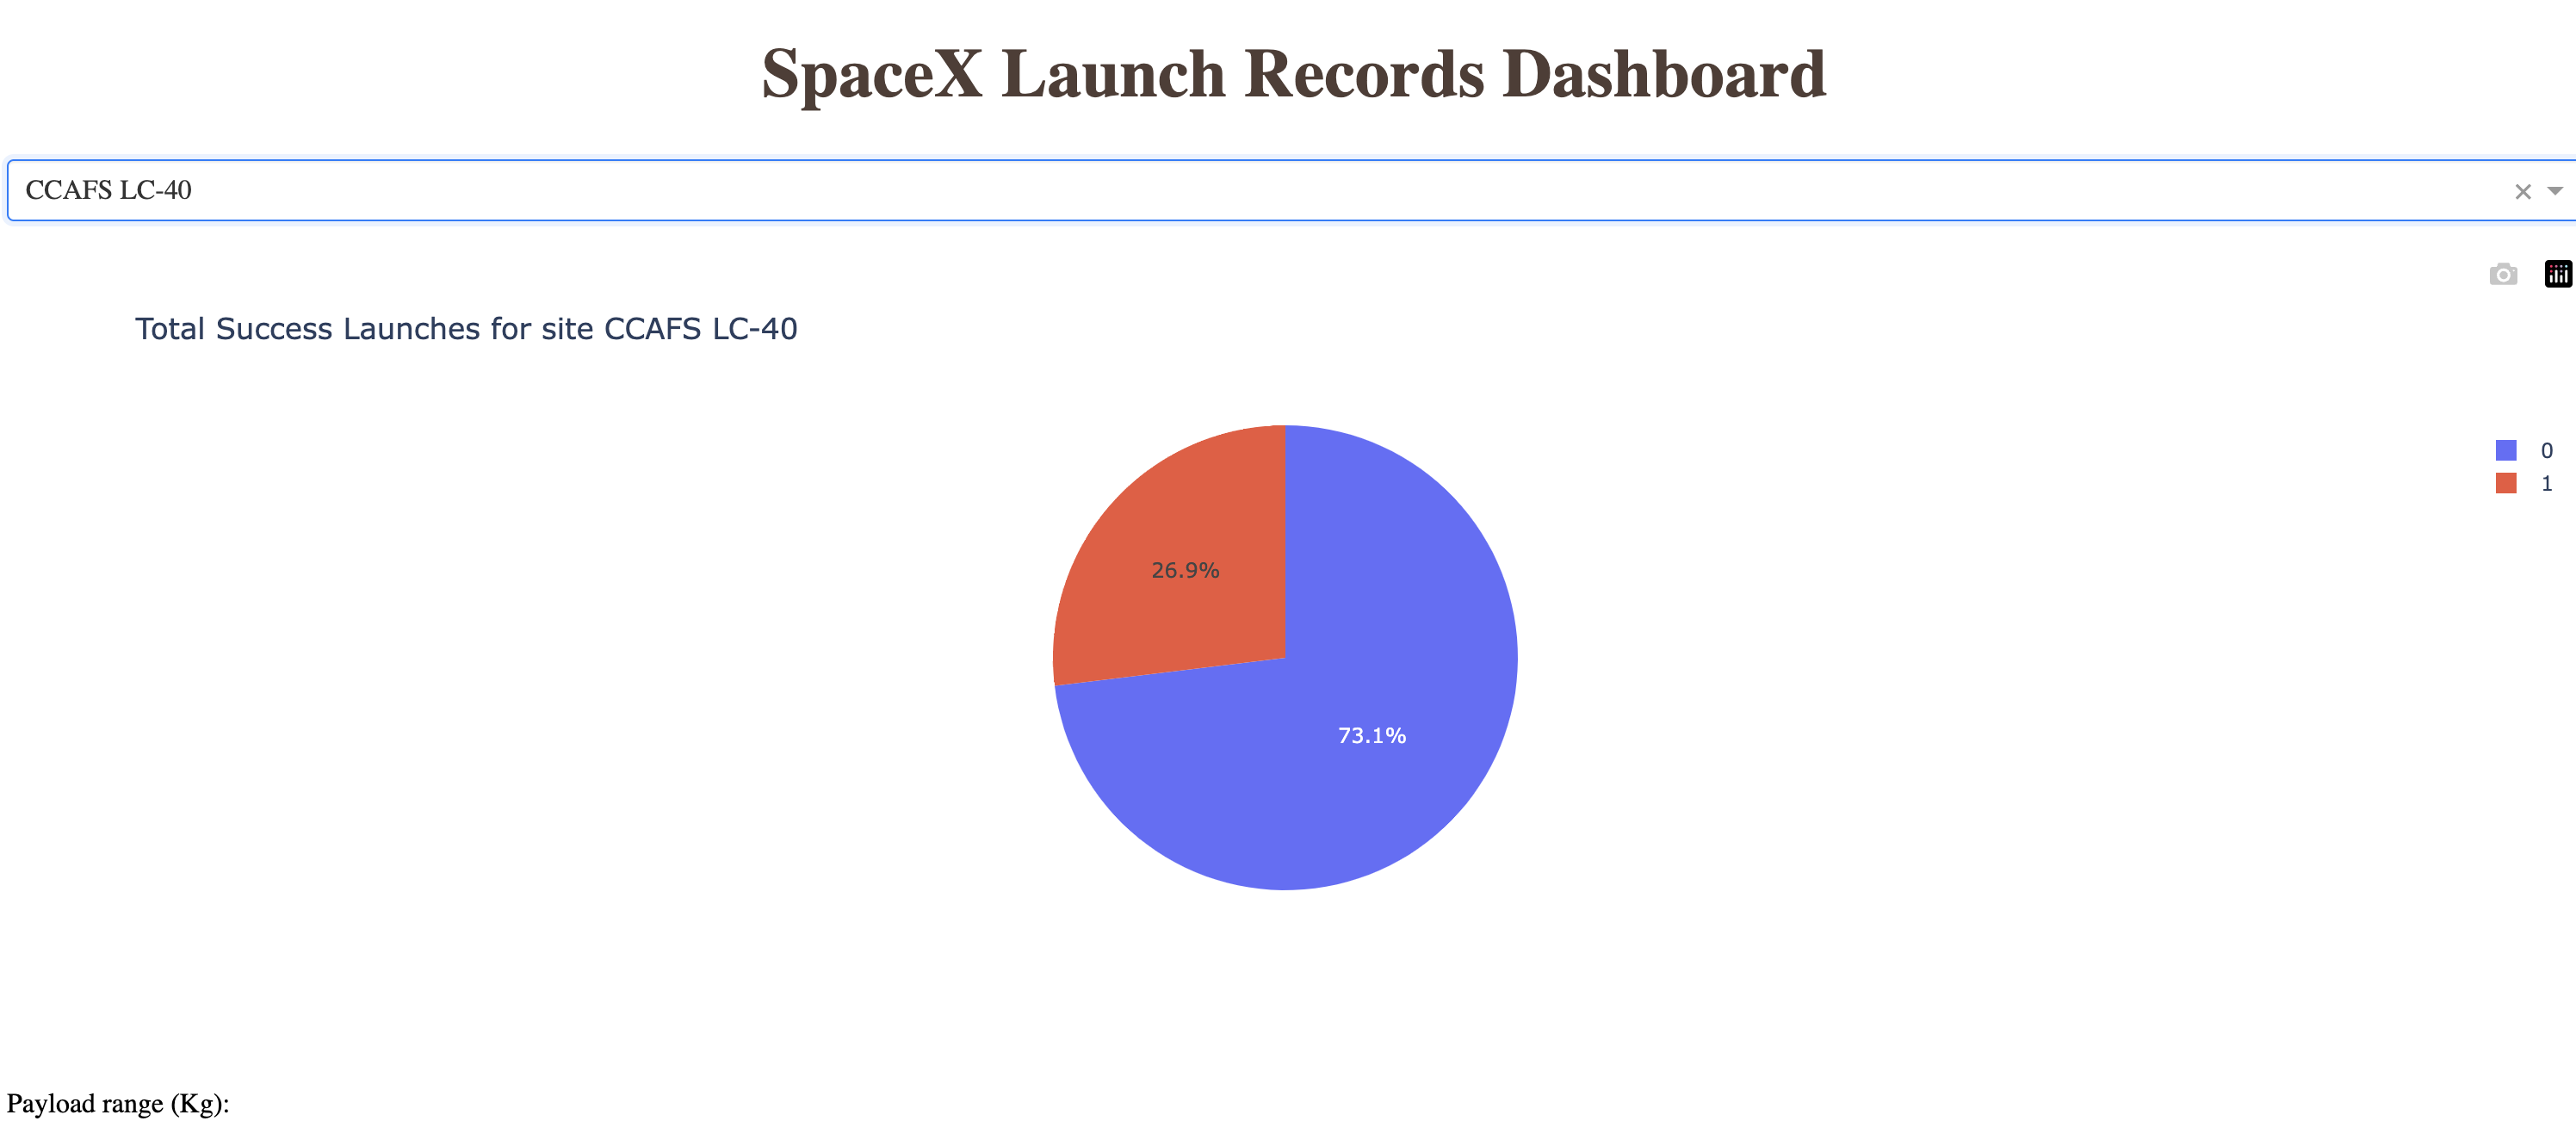 SpaceX Launch Records Dashboard
CCAFS LC-40
Total Success Launches for site CCAFS LC-40
0
1
26.9%
73.1%
Payload range (Kg):